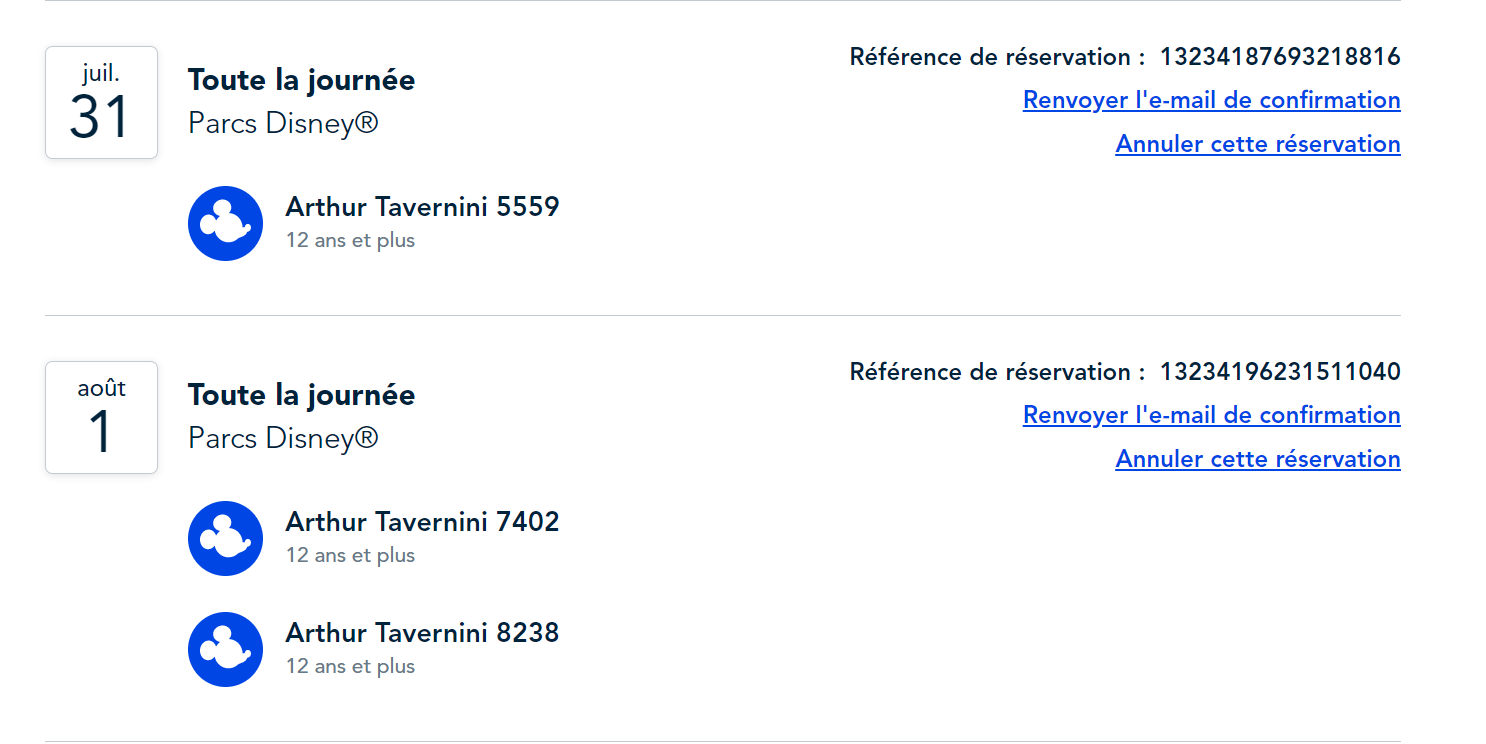 juil.
31
Toute la journée
Parcs Disney®
Référence de réservation : 13234187693218816
Renvoyer l'e-mail de confirmation
Annuler cette réservation
Arthur Tavernini 5559
12 ans et plus
août
1
Toute la journée
Parcs Disney®
Référence de réservation : 13234196231511040
Renvoyer l'e-mail de confirmation
Annuler cette réservation
Arthur Tavernini 7402
12 ans et plus
Arthur Tavernini 8238
12 ans et plus